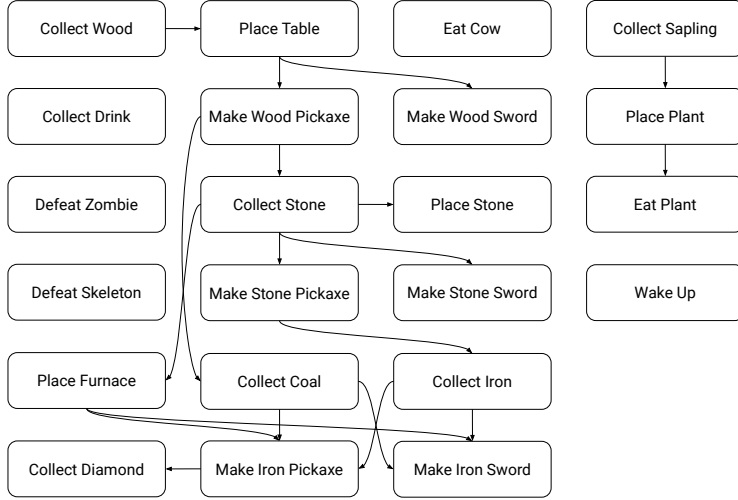 Collect Wood
Place Table
Eat Cow
Collect Sapling
Collect Drink
Make Wood Pickaxe
Make Wood Sword
Place Plant
Defeat Zombie
Collect Stone
Place Stone
Eat Plant
Defeat Skeleton
Make Stone Pickaxe
Make Stone Sword
Wake Up
Place Furnace
Collect Coal
Collect Iron
Collect Diamond
Make Iron Pickaxe
Make Iron Sword